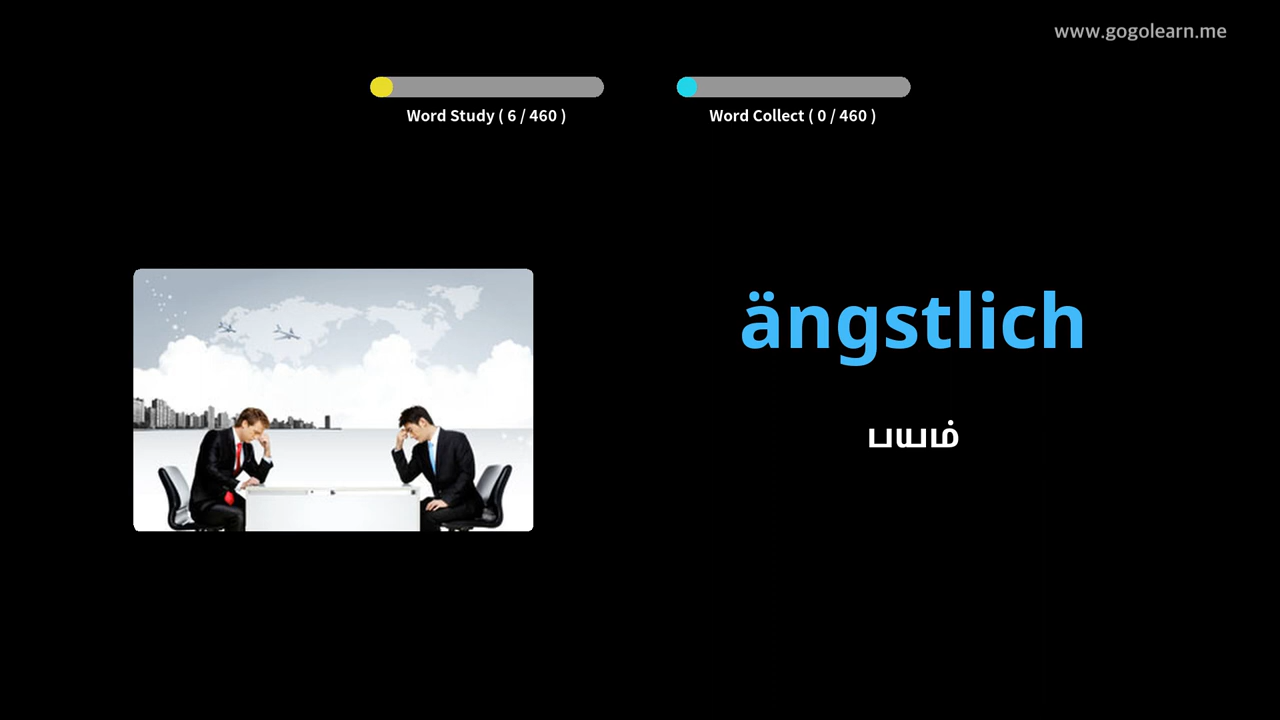 www.gogolearn.me
Word Study ( 6 / 460 )
Word Collect ( 0 / 460 )
ängstlich
பயம்